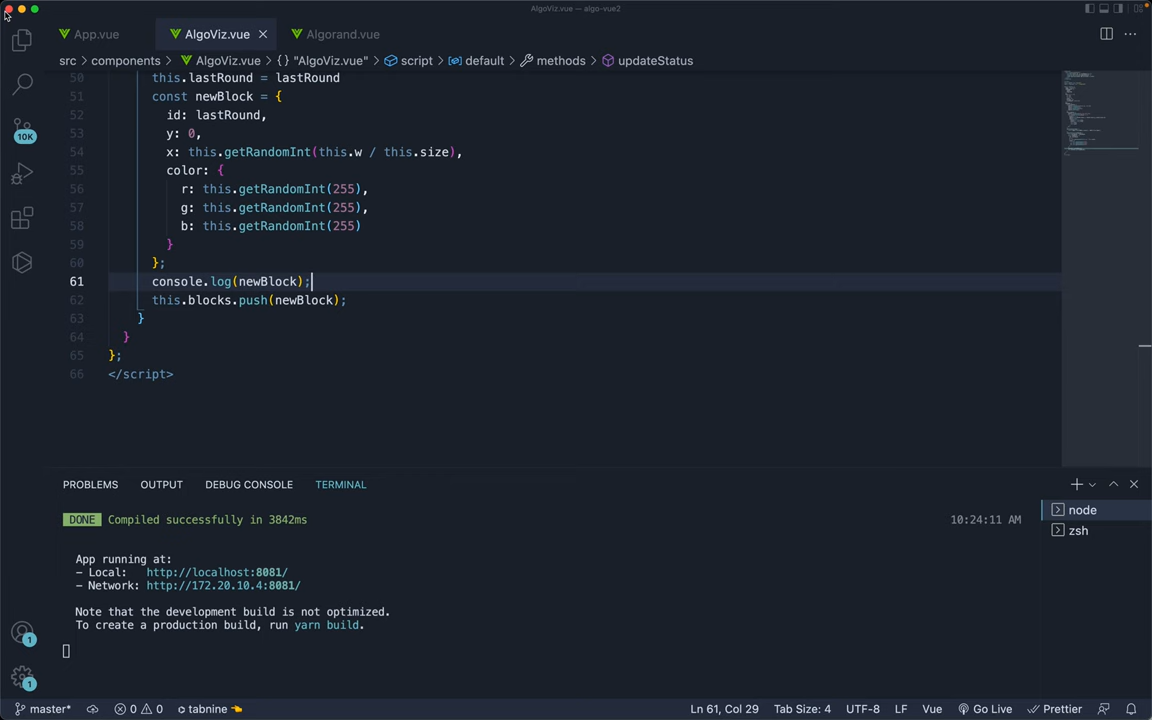 AlgoViz.vue — algo-vue2
App.vue
AlgoViz.vue
Algorand.vue
src > components > AlgoViz.vue > {} "AlgoViz.vue" > script > default > methods > updateStatus
50 this.lastRound = lastRound
51 const newBlock = {
52 id: lastRound,
53 y: 0,
54 x: this.getRandomInt(this.w / this.size),
55 color: {
56 r: this.getRandomInt(255),
57 g: this.getRandomInt(255),
58 b: this.getRandomInt(255)
59 }
60 };
61 console.log(newBlock);
62 this.blocks.push(newBlock);
63 }
64 }
65 };
66 </script>
10K
PROBLEMS OUTPUT DEBUG CONSOLE TERMINAL
DONE Compiled successfully in 3842ms 10:24:11 AM
App running at:
- Local: http://localhost:8081/
- Network: http://172.20.10.4:8081/
Note that the development build is not optimized.
To create a production build, run yarn build.
node
zsh
1
1
master* 0 0 tabnine Ln 61, Col 29 Tab Size: 4 UTF-8 LF Vue Go Live Prettier